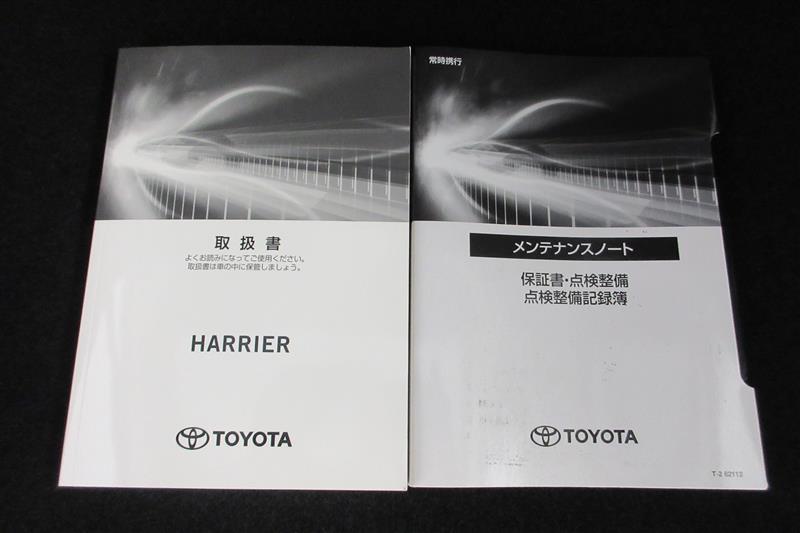 取扱書
よくお読みになってご使用ください。
取扱書は車の中に保管しましょう。
HARRIER
TOYOTA
常時携行
メンテナンスノート
保証書・点検整備
点検整備記録簿
TOYOTA